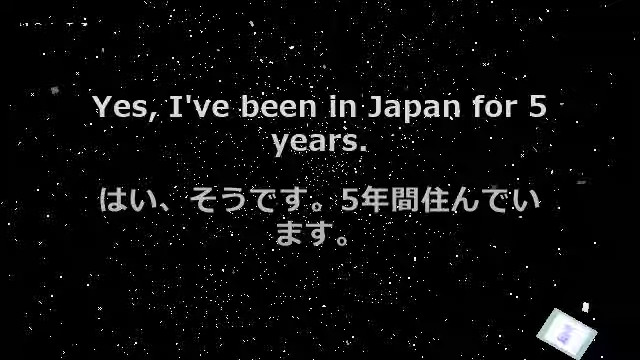 Yes, I've been in Japan for 5
years.
はい、そうです。5年間住んでい
ます。